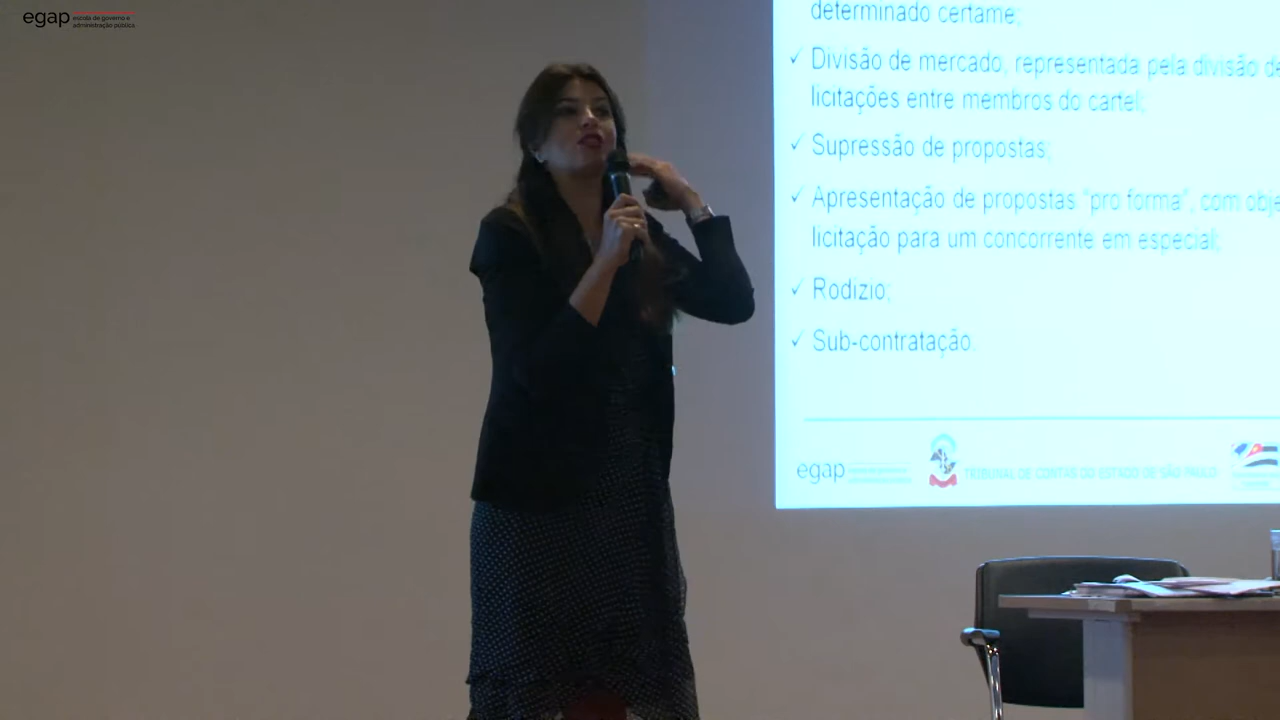 egap escola de governo e
administração pública
determinado certame;
✓ Divisão de mercado, representada pela divisão de
licitações entre membros do cartel;
✓ Supressão de propostas;
✓ Apresentação de propostas "pro forma", com obje
licitação para um concorrente em especial;
✓ Rodízio;
✓ Sub-contratação.
egap
TRIBUNAL DE CONTAS DO ESTADO DE SÃO PAULO